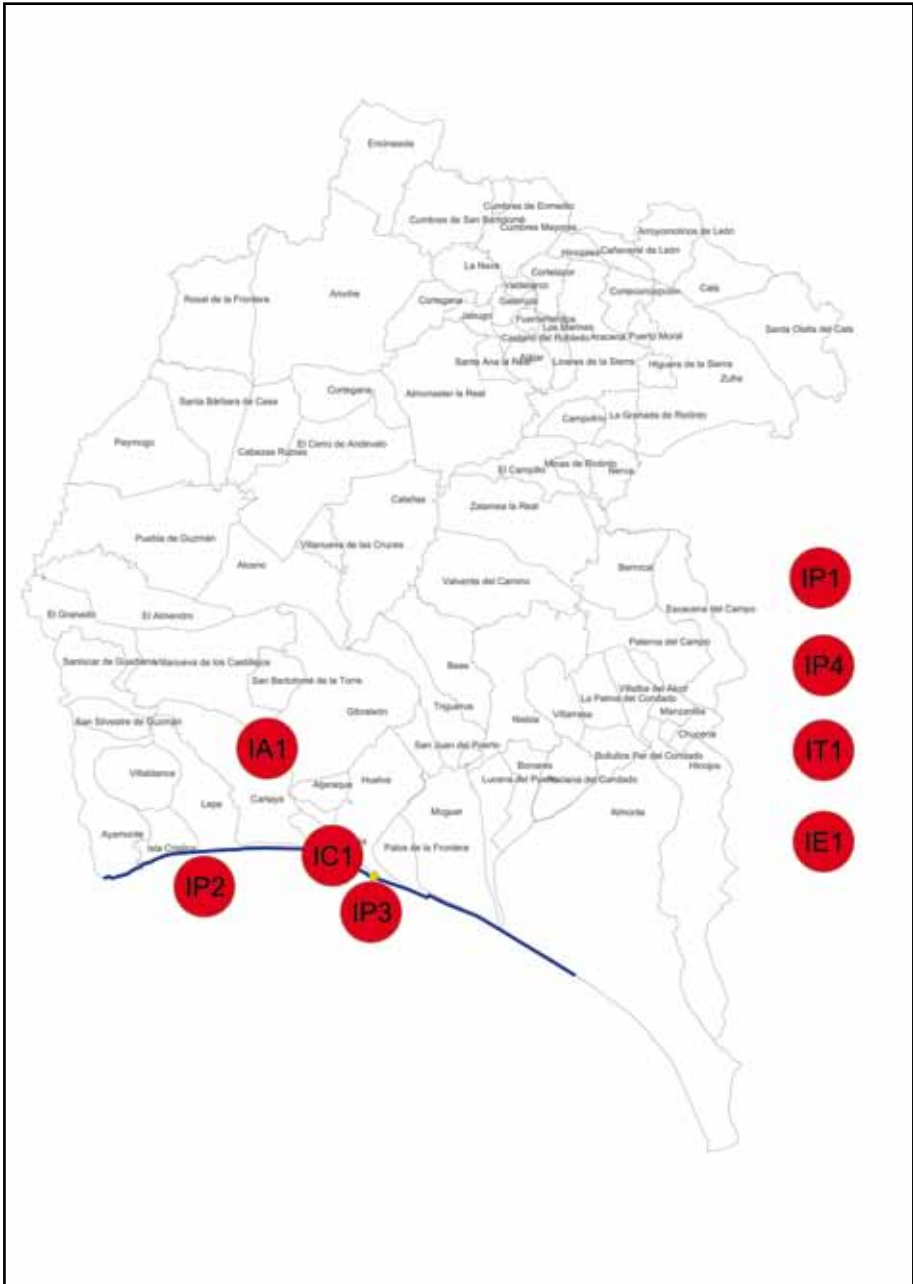 Encinasola
Cumbres de Enmedio
Cumbres de San Bartolomé
Cumbres Mayores
Arroyomolinos de León
Hinojales
Cañaveral de León
La Nava
Cortelazor
Cala
Rosal de la Frontera
Aroche
Valdelarco
Cortegana
Galaroza
Corteconcepción
Jabugo
Fuenteheridos
Los Marines
Santa Olalla del Cala
Castaño del Robledo
Aracena
Puerto Moral
Santa Ana la Real
Alájar
Linares de la Sierra
Higuera de la Sierra
Zufre
Cortegana
Almonaster la Real
Santa Bárbara de Casa
Campofrío
La Granada de Riotinto
Paymogo
El Cerro de Andévalo
Cabezas Rubias
El Campillo
Minas de Riotinto
Nerva
Calañas
Zalamea la Real
Puebla de Guzmán
Villanueva de las Cruces
Alosno
Berrocal
IP1
Valverde del Camino
El Granado
El Almendro
Escacena del Campo
Paterna del Campo
Sanlúcar de Guadiana
Villanueva de los Castillejos
Beas
IP4
San Bartolomé de la Torre
Villalba del Alcor
La Palma del Condado
Trigueros
Gibraleón
Niebla
Villarrasa
Manzanilla
San Silvestre de Guzmán
Chucena
IA1
San Juan del Puerto
IT1
Bollullos Par del Condado
Bonares
Hinojos
Villablanca
Aljaraque
Huelva
Lucena del Puerto
Rociana del Condado
Lepe
Cartaya
Moguer
Almonte
Ayamonte
Isla Cristina
IC1
Palos de la Frontera
IE1
IP2
IP3